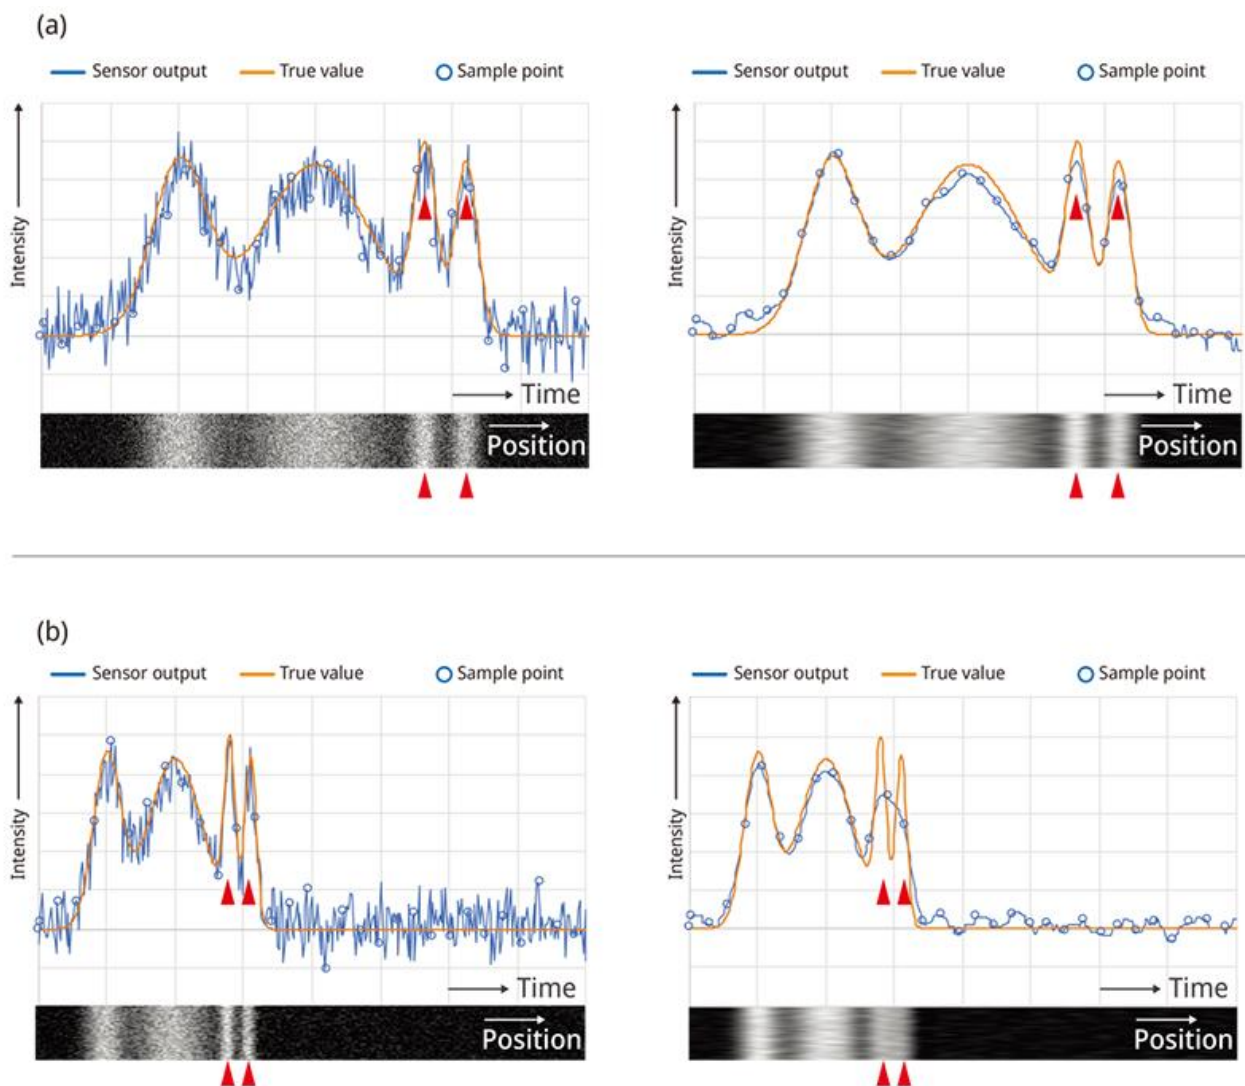 (a)
Sensor output True value Sample point
Sensor output True value Sample point
Intensity
Intensity
Time
Time
Position
Position
(b)
Sensor output True value Sample point
Sensor output True value Sample point
Intensity
Intensity
Time
Time
Position
Position